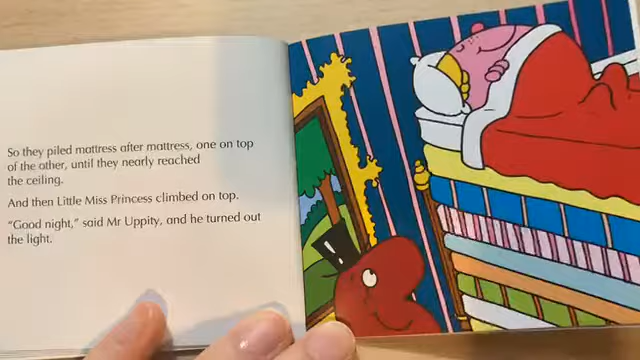 So they piled mattress after mattress, one on top
of the other, until they nearly reached
the ceiling.
And then Little Miss Princess climbed on top.
"Good night," said Mr Uppity, and he turned out
the light.